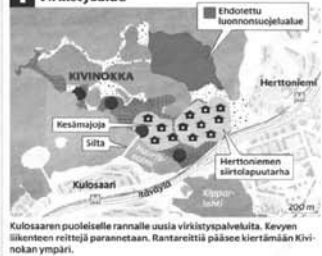 Virkistysalue
Ehdotettu
luonnonsuojelualue
KIVINOKKA
Herttoniemi
Kesämajoja
Silta
Herttoniemen
siirtolapuutarha
Kulosaari
Itäväylä
Kipparlahti
200 m
Kulosaaren puoleiselle rannalle uusia virkistyspalveluita. Kevyen
liikenteen reittejä parannetaan. Rantareittiä pääsee kiertämään Kivi-
nokan ympäri.